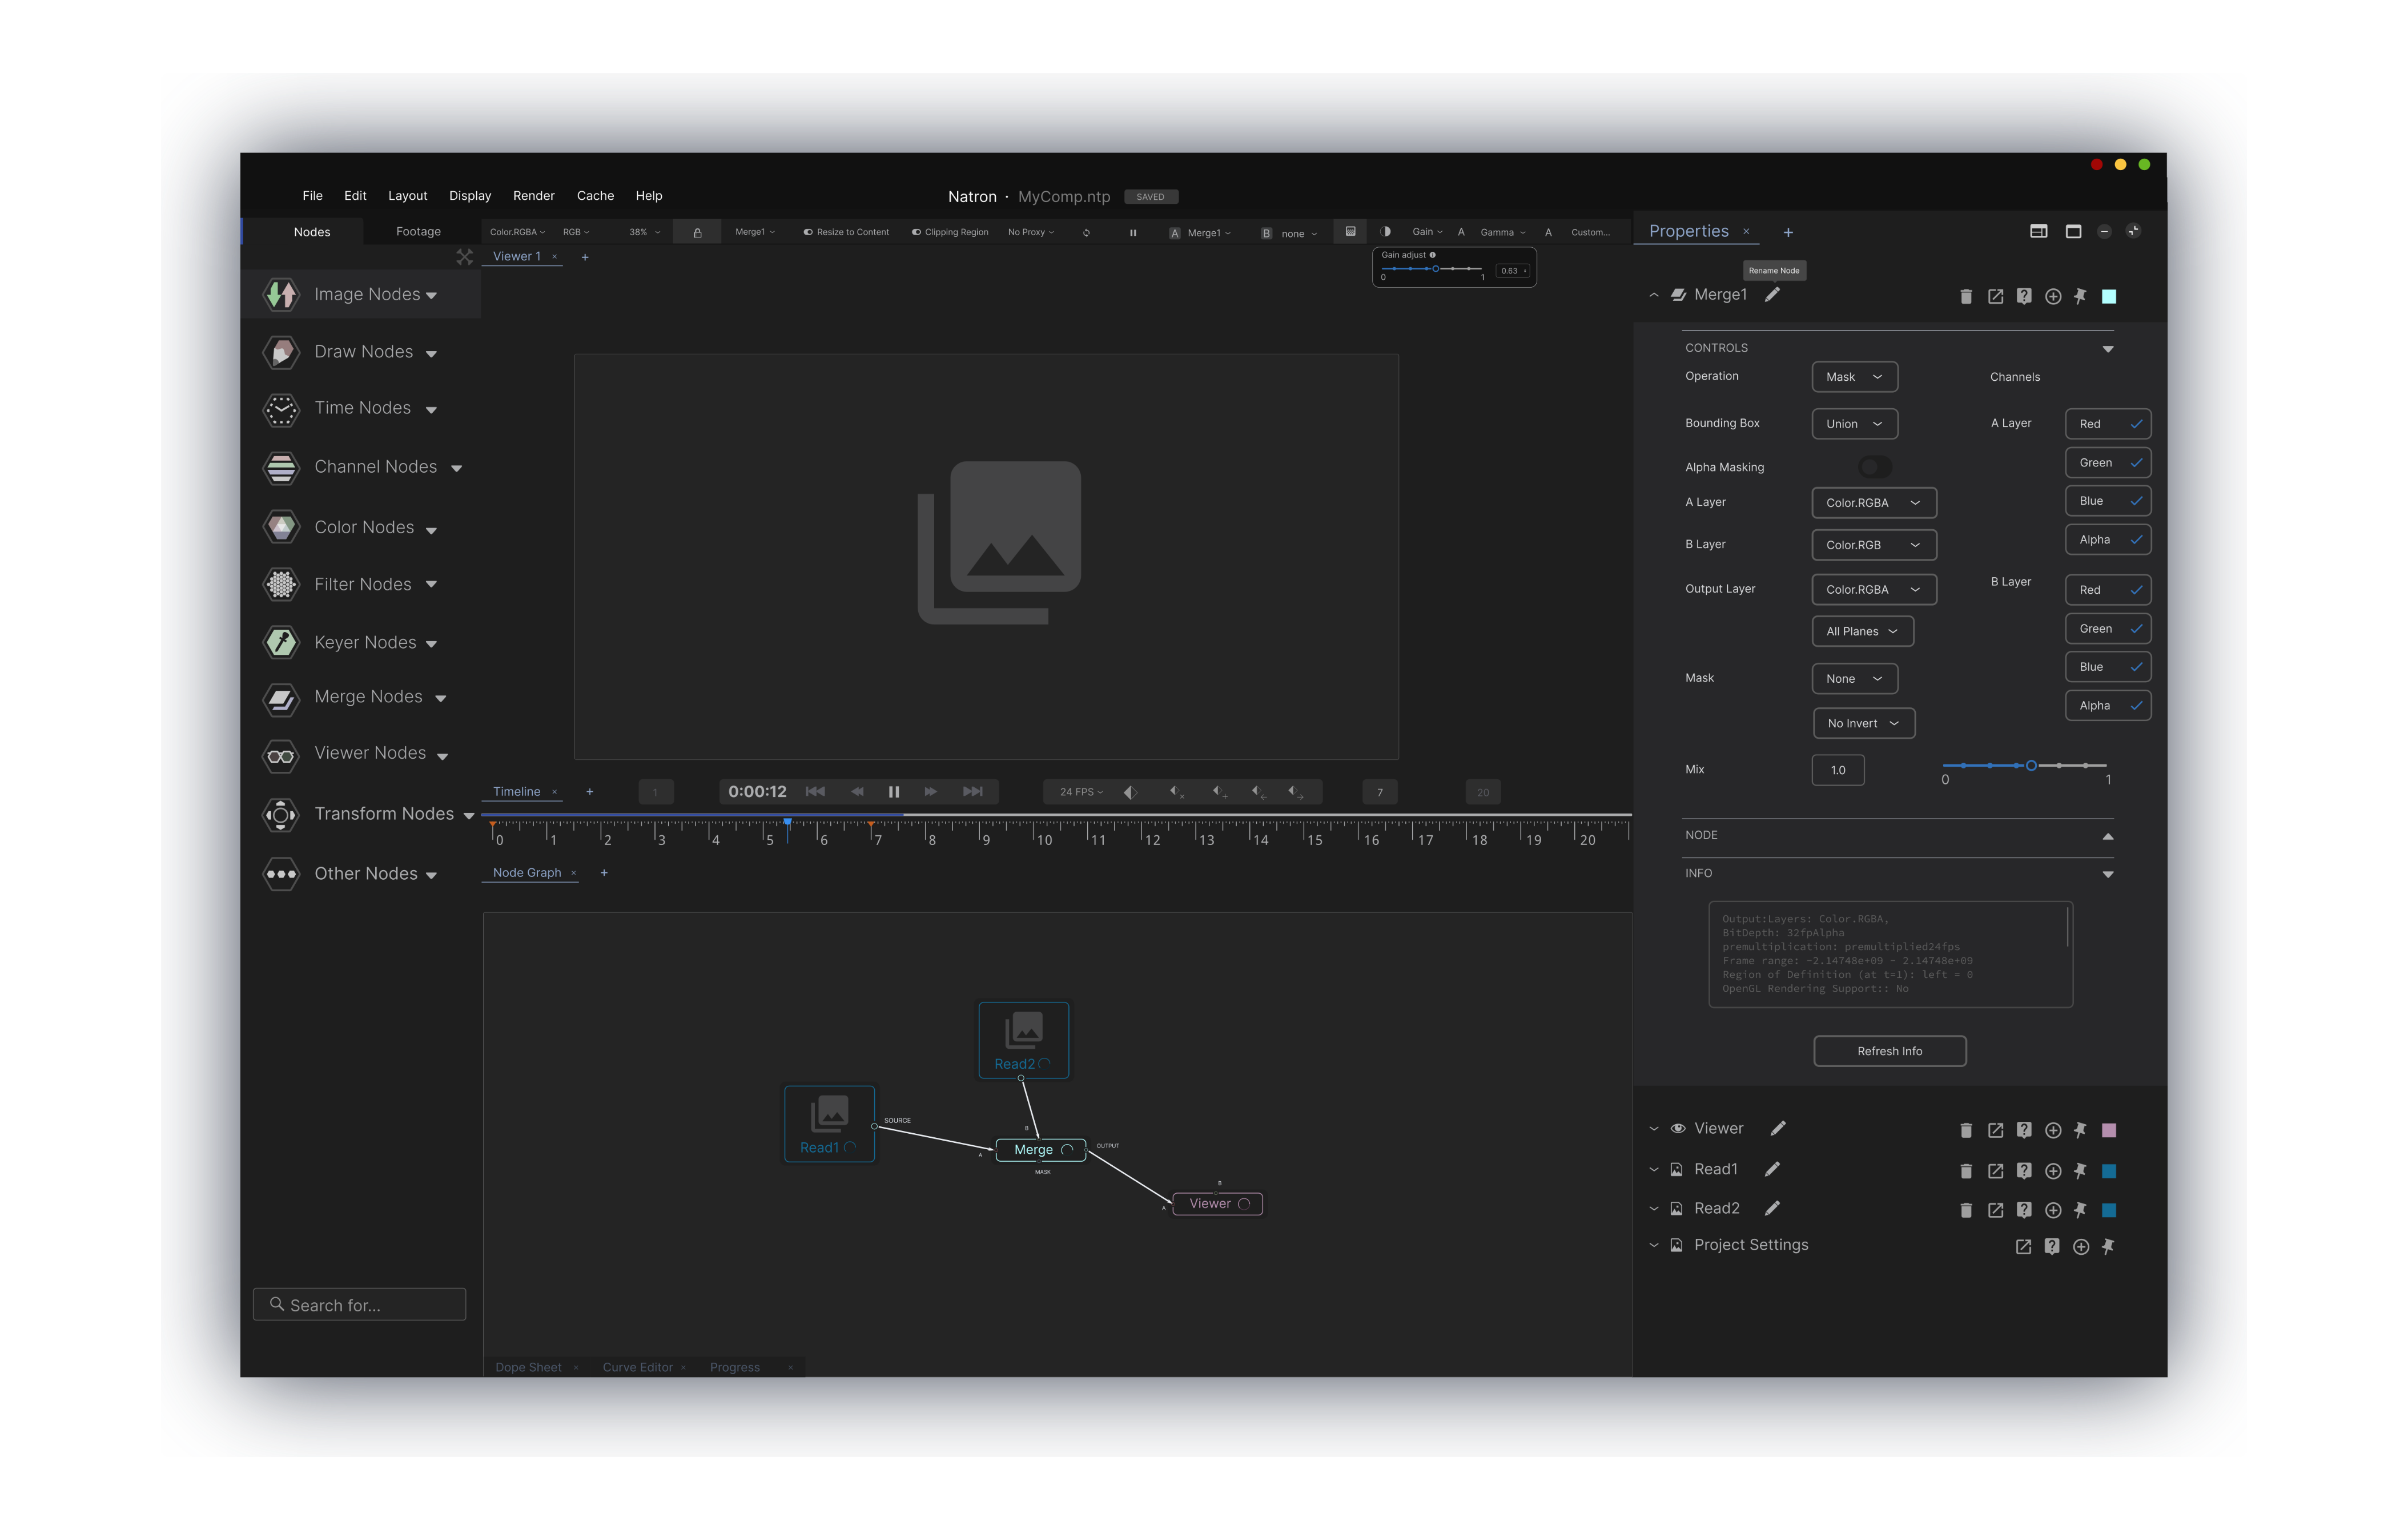 File Edit Layout Display Render Cache Help
Natron · MyComp.ntp SAVED
Nodes Footage
Color.RGBA RGB 38% Merge1 Resize to Content Clipping Region No Proxy A Merge1 B none Gain A Gamma A Custom...
Viewer 1 × +
Gain adjust
0 1 0.63
Properties × +
Rename Node
Merge1
Image Nodes
Draw Nodes
Time Nodes
Channel Nodes
Color Nodes
Filter Nodes
Keyer Nodes
Merge Nodes
Viewer Nodes
Transform Nodes
Other Nodes
Search for...
CONTROLS
Operation Mask Channels
Bounding Box Union A Layer Red
Alpha Masking Green
A Layer Color.RGBA Blue
B Layer Color.RGB Alpha
Output Layer Color.RGBA B Layer Red
All Planes Green
Mask None Blue
No Invert Alpha
Mix 1.0 0 1
NODE
INFO
Output:Layers: Color.RGBA,
BitDepth: 32fpAlpha
premultiplication: premultiplied24fps
Frame range: -2.14748e+09 - 2.14748e+09
Region of Definition (at t=1): left = 0
OpenGL Rendering Support:: No
Refresh Info
Viewer
Read1
Read2
Project Settings
Timeline × + 1 0:00:12 24 FPS 7 20
0 1 2 3 4 5 6 7 8 9 10 11 12 13 14 15 16 17 18 19 20
Node Graph × +
Read2
Read1
SOURCE
B
A
Merge
OUTPUT
MASK
B
A
Viewer
Dope Sheet × Curve Editor × Progress ×